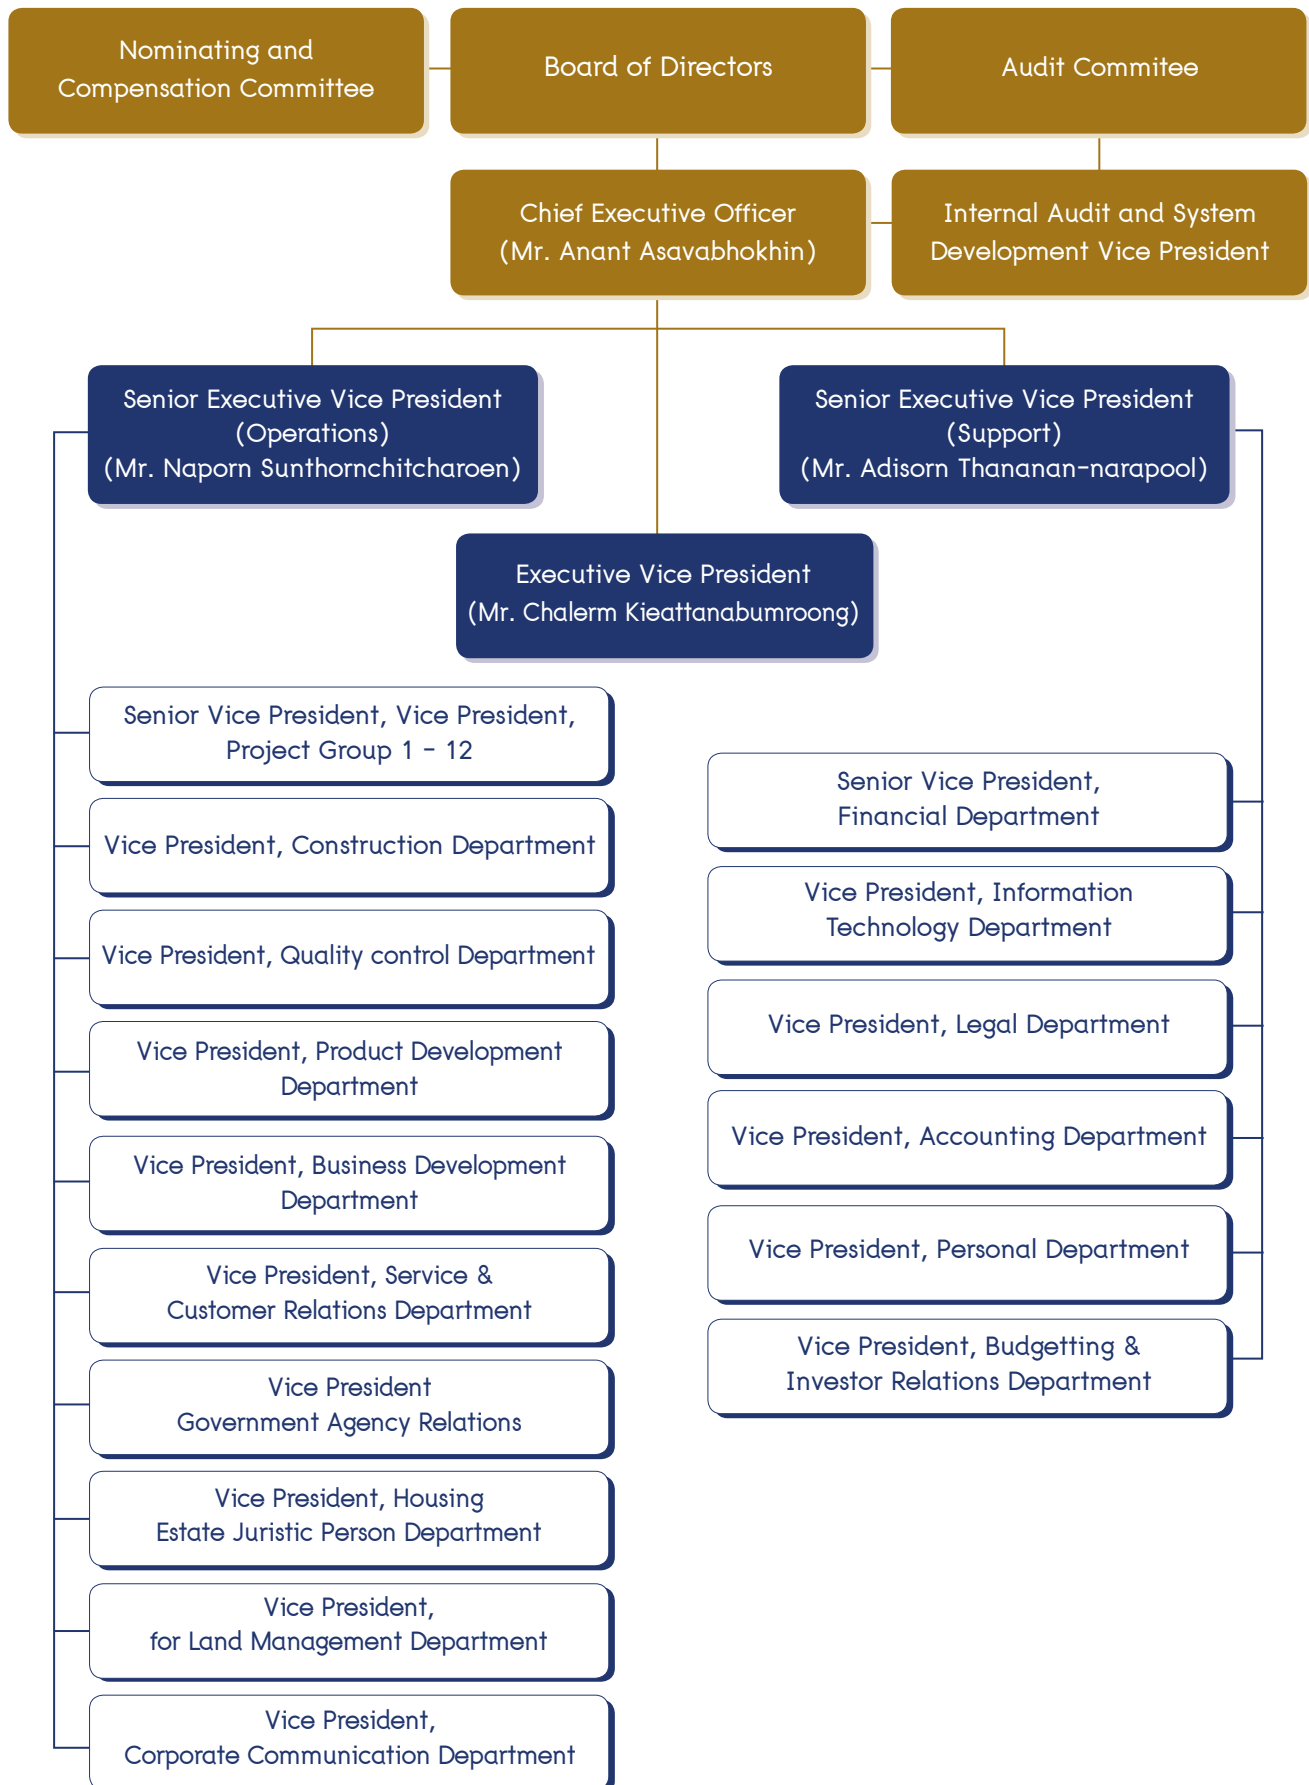 Nominating and
Compensation Committee
Board of Directors
Audit Commitee
Chief Executive Officer
(Mr. Anant Asavabhokhin)
Internal Audit and System
Development Vice President
Senior Executive Vice President
(Operations)
(Mr. Naporn Sunthornchitcharoen)
Senior Executive Vice President
(Support)
(Mr. Adisorn Thananan-narapool)
Executive Vice President
(Mr. Chalerm Kieattanabumroong)
Senior Vice President, Vice President,
Project Group 1 - 12
Vice President, Construction Department
Vice President, Quality control Department
Vice President, Product Development
Department
Vice President, Business Development
Department
Vice President, Service &
Customer Relations Department
Vice President
Government Agency Relations
Vice President, Housing
Estate Juristic Person Department
Vice President,
for Land Management Department
Vice President,
Corporate Communication Department
Senior Vice President,
Financial Department
Vice President, Information
Technology Department
Vice President, Legal Department
Vice President, Accounting Department
Vice President, Personal Department
Vice President, Budgetting &
Investor Relations Department